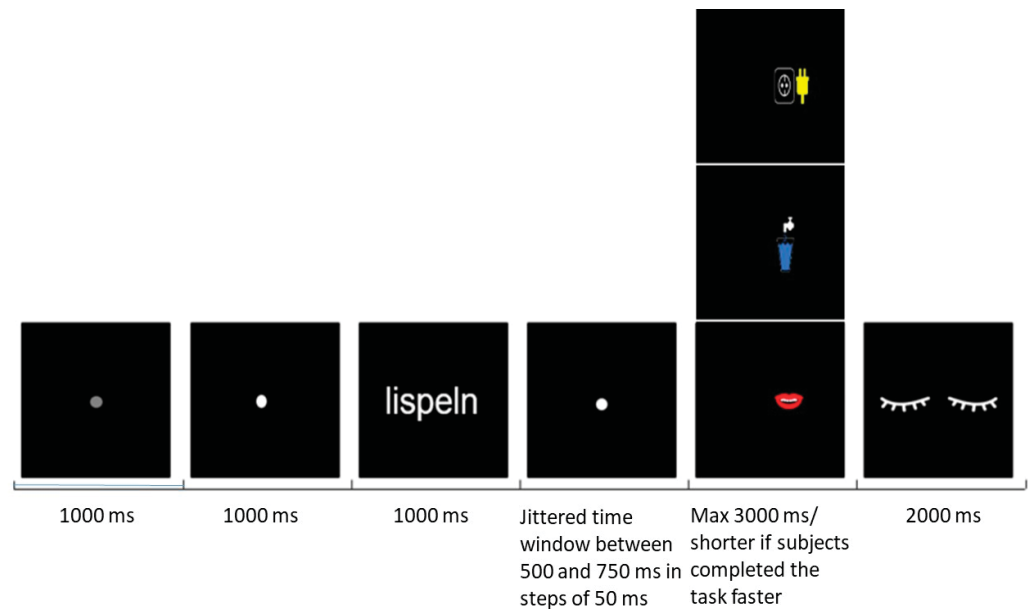 lispeln
1000 ms
1000 ms
1000 ms
Jittered time
window between
500 and 750 ms in
steps of 50 ms
Max 3000 ms/
shorter if subjects
completed the
task faster
2000 ms